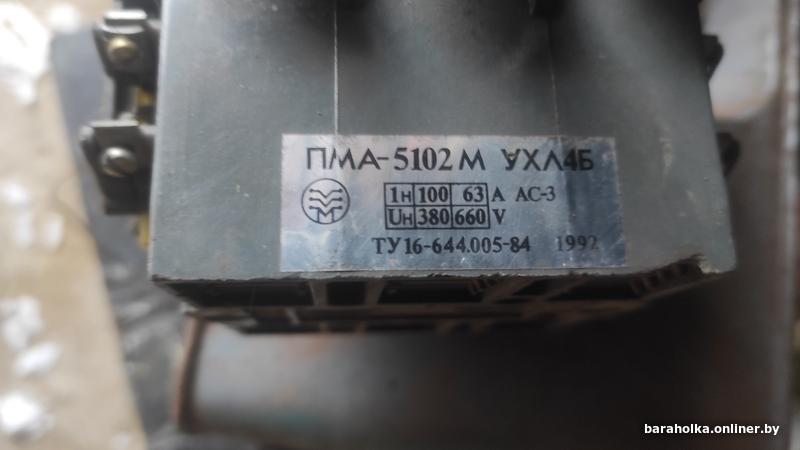 ПМА-5102М УХЛ4Б
Iн 100 63 А АС-3
Uн 380 660 V
ТУ16-644.005-84 1992
baraholka.onliner.by